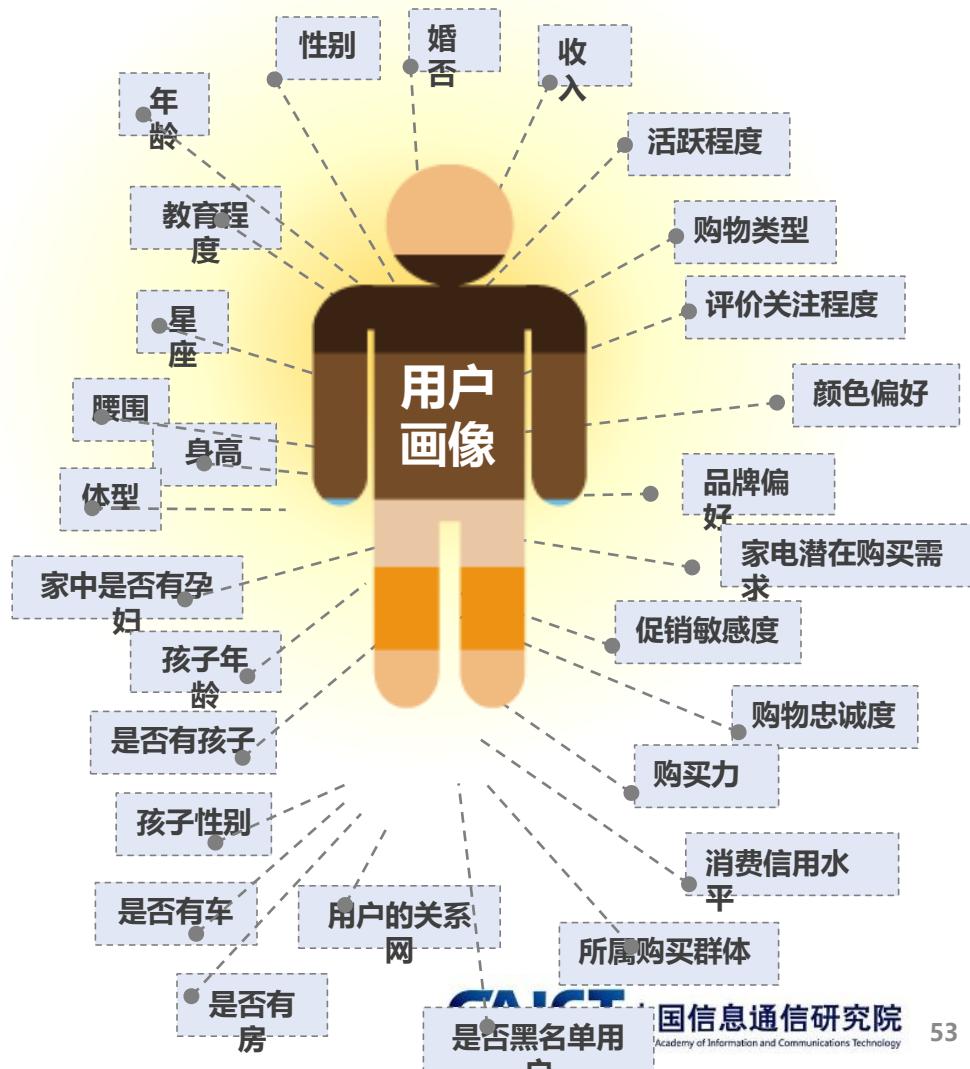 性别
婚
否
收
入
年
龄
活跃程度
教育程
度
购物类型
星
座
评价关注程度
用户
画像
腰围
颜色偏好
身高
体型
品牌偏
好
家电潜在购买需
求
家中是否有孕
妇
促销敏感度
孩子年
龄
购物忠诚度
是否有孩子
购买力
孩子性别
消费信用水
平
是否有车
用户的关系
网
所属购买群体
是否有
房
是否黑名单用
户
CAICT
国信息通信研究院
Academy of Information and Communications Technology
53